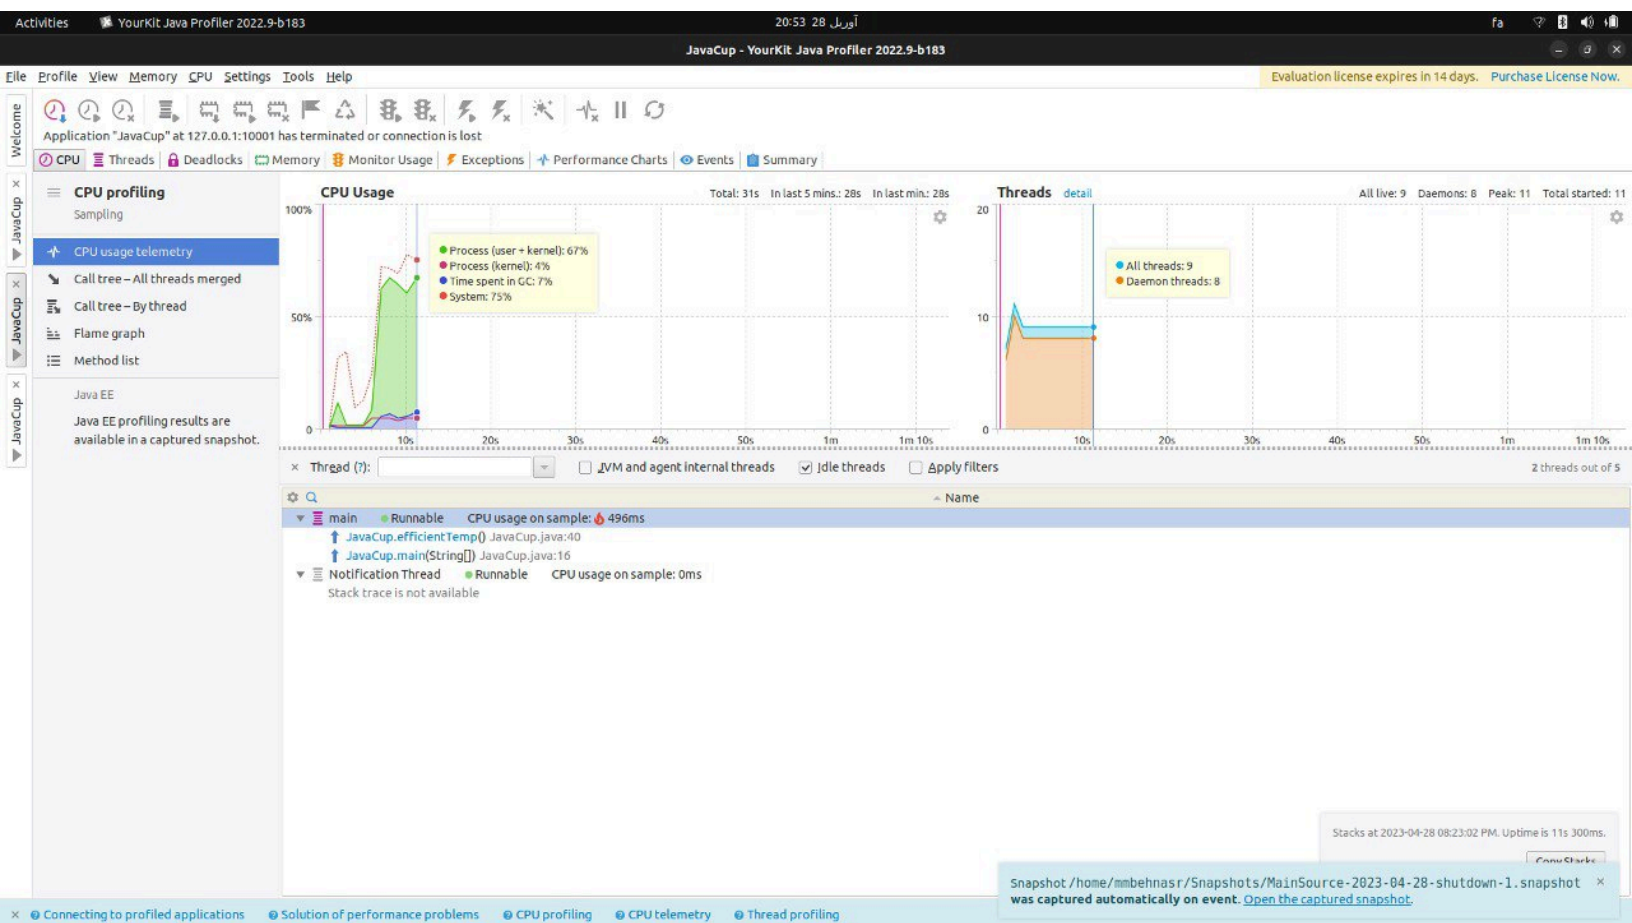 Activities YourKit Java Profiler 2022.9-b183 20:53 28 آوریل fa
JavaCup - YourKit Java Profiler 2022.9-b183
File Profile View Memory CPU Settings Tools Help Evaluation license expires in 14 days. Purchase License Now.
Welcome
Application "JavaCup" at 127.0.0.1:10001 has terminated or connection is lost
CPU Threads Deadlocks Memory Monitor Usage Exceptions Performance Charts Events Summary
JavaCup
JavaCup
JavaCup
CPU profiling
Sampling
CPU usage telemetry
Call tree – All threads merged
Call tree – By thread
Flame graph
Method list
Java EE
Java EE profiling results are
available in a captured snapshot.
CPU Usage Total: 31s In last 5 mins.: 28s In last min.: 28s
100%
50%
0
10s 20s 30s 40s 50s 1m 1m 10s
Process (user + kernel): 67%
Process (kernel): 4%
Time spent in GC: 7%
System: 75%
Threads detail All live: 9 Daemons: 8 Peak: 11 Total started: 11
20
10
0
10s 20s 30s 40s 50s 1m 1m 10s
All threads: 9
Daemon threads: 8
Thread (?): JVM and agent internal threads Idle threads Apply filters 2 threads out of 5
Name
main Runnable CPU usage on sample: 496ms
JavaCup.efficientTemp() JavaCup.java:40
JavaCup.main(String[]) JavaCup.java:16
Notification Thread Runnable CPU usage on sample: 0ms
Stack trace is not available
Stacks at 2023-04-28 08:23:02 PM. Uptime is 11s 300ms.
Copy Stacks
Snapshot /home/mmbehnasr/Snapshots/MainSource-2023-04-28-shutdown-1.snapshot
was captured automatically on event. Open the captured snapshot.
Connecting to profiled applications Solution of performance problems CPU profiling CPU telemetry Thread profiling